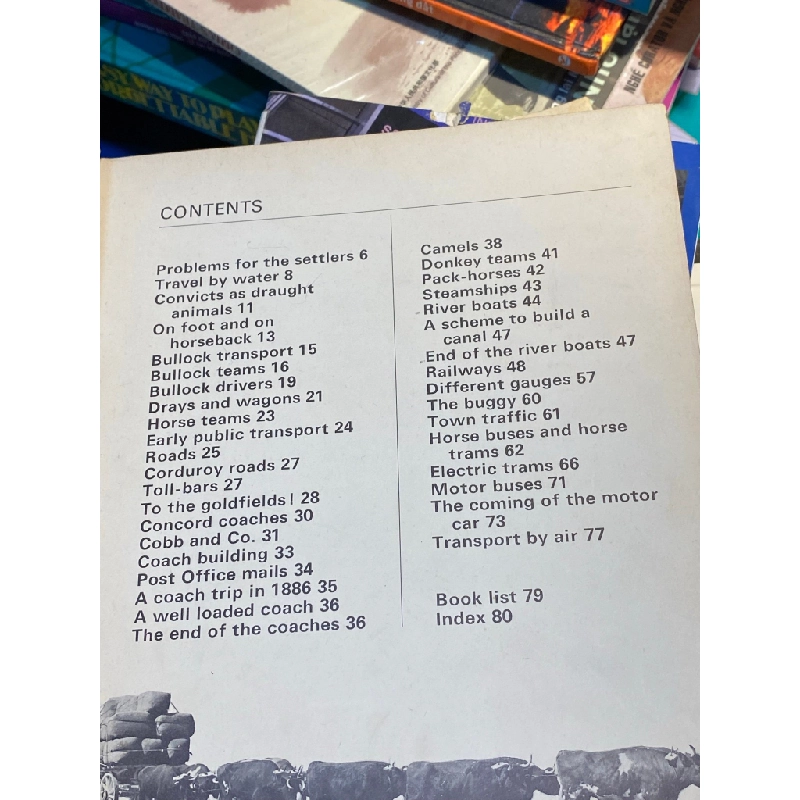 CONTENTS
Problems for the settlers 6
Travel by water 8
Convicts as draught
animals 11
On foot and on
horseback 13
Bullock transport 15
Bullock teams 16
Bullock drivers 19
Drays and wagons 21
Horse teams 23
Early public transport 24
Roads 25
Corduroy roads 27
Toll-bars 27
To the goldfields! 28
Concord coaches 30
Cobb and Co. 31
Coach building 33
Post Office mails 34
A coach trip in 1886 35
A well loaded coach 36
The end of the coaches 36
Camels 38
Donkey teams 41
Pack-horses 42
Steamships 43
River boats 44
A scheme to build a
canal 47
End of the river boats 47
Railways 48
Different gauges 57
The buggy 60
Town traffic 61
Horse buses and horse
trams 62
Electric trams 66
Motor buses 71
The coming of the motor
car 73
Transport by air 77
Book list 79
Index 80
WAY TO PLAY